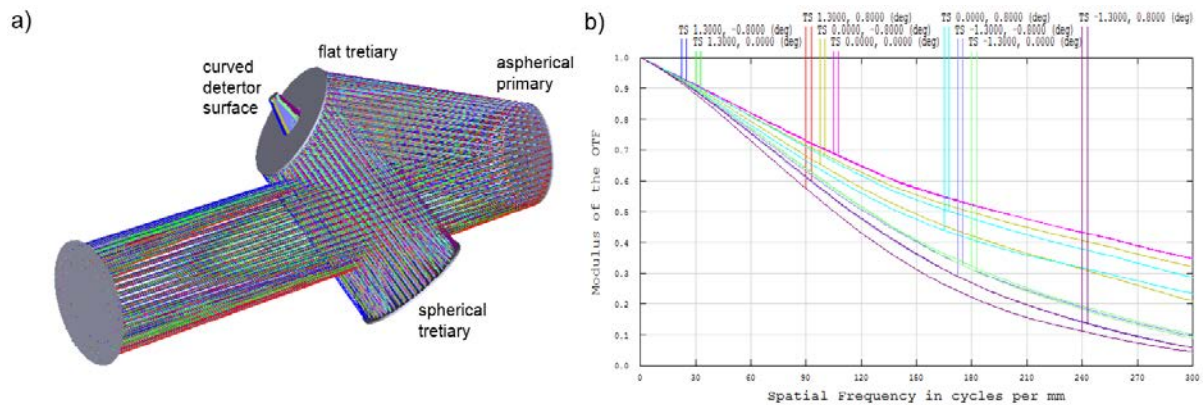 a)
flat tretiary
curved
detertor
surface
aspherical
primary
spherical
tretiary
b)
TS 1.3000, 0.8000 (deg) TS 0.0000, 0.8000 (deg) TS -1.3000, 0.8000 (deg)
TS 1.3000, -0.8000 (deg) TS 0.0000, -0.8000 (deg) TS -1.3000, -0.8000 (deg)
TS 1.3000, 0.0000 (deg) TS 0.0000, 0.0000 (deg) TS -1.3000, 0.0000 (deg)
1.0
0.9
0.8
0.7
0.6
0.5
0.4
0.3
0.2
0.1
0.0
Modulus of the OTF
0 30 60 90 120 150 180 210 240 270 300
Spatial Frequency in cycles per mm